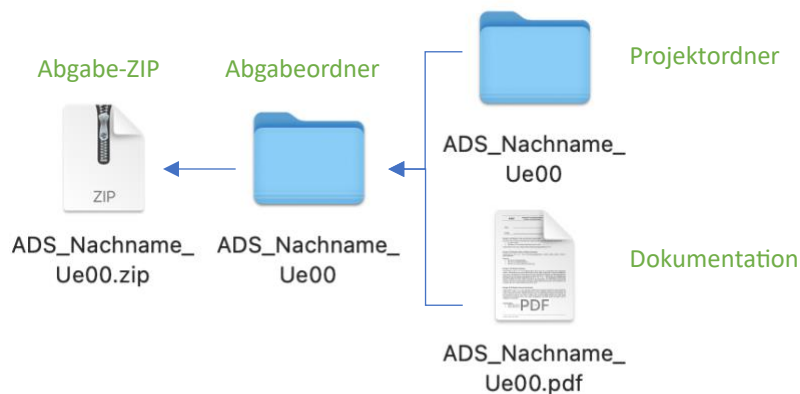 Projektordner
Abgabe-ZIP
Abgabeordner
ZIP
ADS_Nachname_
Ue00.zip
ADS_Nachname_
Ue00
ADS_Nachname_
Ue00
Dokumentation
PDF
ADS_Nachname_
Ue00.pdf